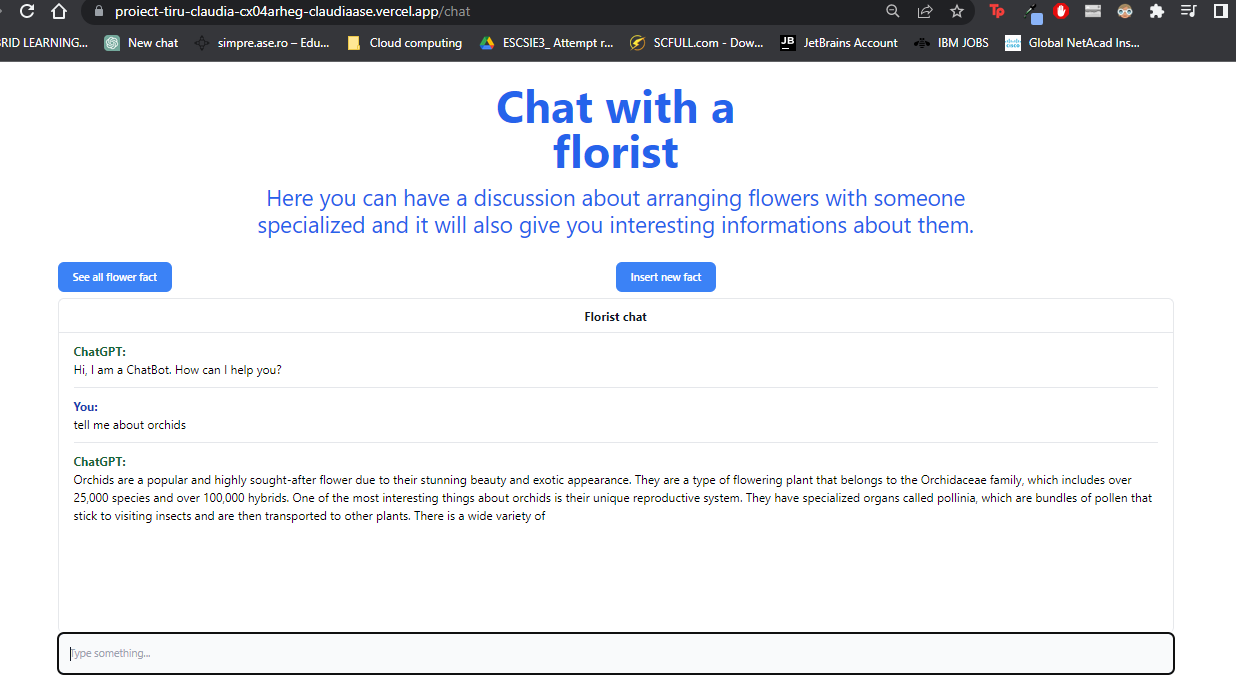 proiect-tiru-claudia-cx04arheg-claudiaase.vercel.app/chat
Tp
RID LEARNING... New chat simpre.ase.ro – Edu... Cloud computing ESCSIE3_ Attempt r... SCFULL.com - Dow... JB JetBrains Account IBM JOBS Global NetAcad Ins...
Chat with a
florist
Here you can have a discussion about arranging flowers with someone
specialized and it will also give you interesting informations about them.
See all flower fact Insert new fact
Florist chat
ChatGPT:
Hi, I am a ChatBot. How can I help you?
You:
tell me about orchids
ChatGPT:
Orchids are a popular and highly sought-after flower due to their stunning beauty and exotic appearance. They are a type of flowering plant that belongs to the Orchidaceae family, which includes over
25,000 species and over 100,000 hybrids. One of the most interesting things about orchids is their unique reproductive system. They have specialized organs called pollinia, which are bundles of pollen that
stick to visiting insects and are then transported to other plants. There is a wide variety of
Type something...